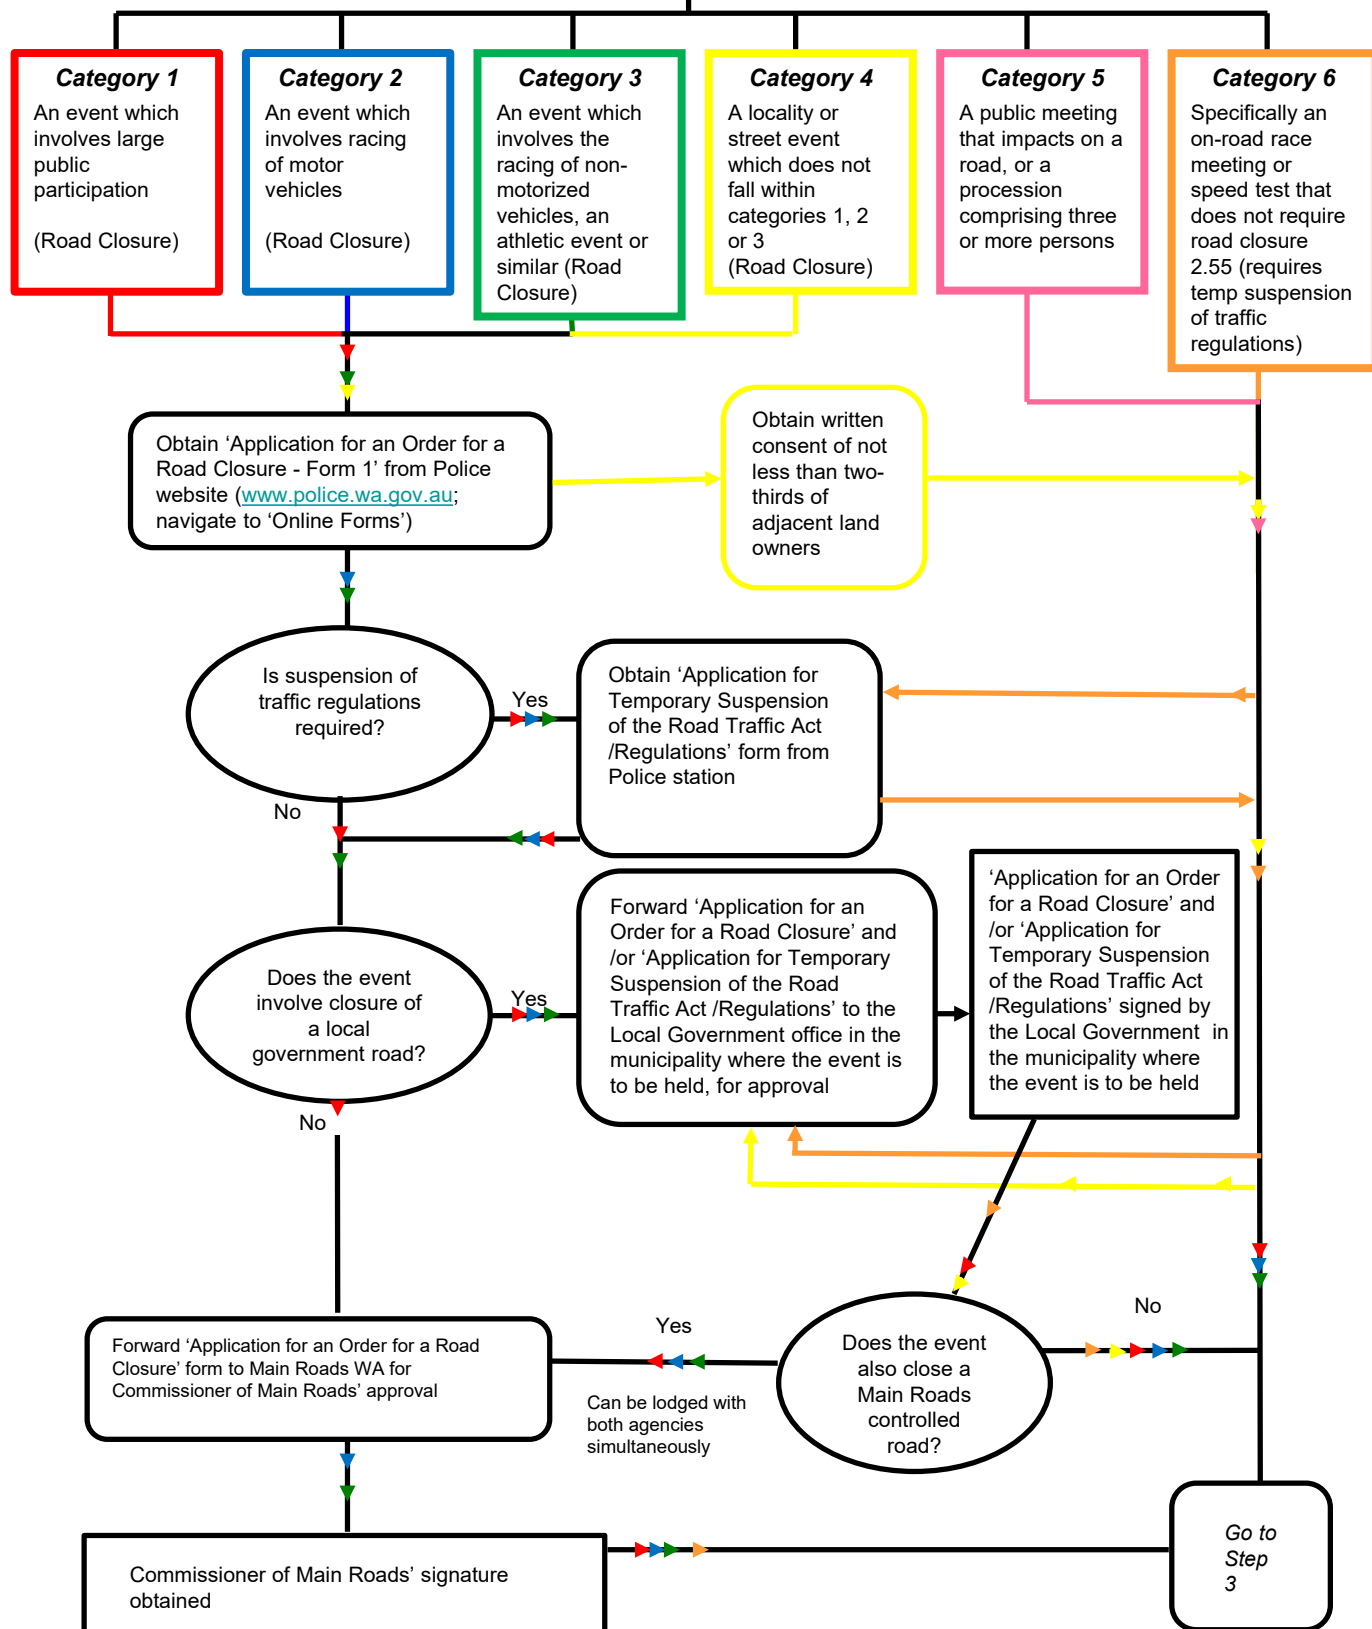 Category 1
An event which
involves large
public
participation
(Road Closure)
Category 2
An event which
involves racing
of motor
vehicles
(Road Closure)
Category 3
An event which
involves the
racing of non-
motorized
vehicles, an
athletic event or
similar (Road
Closure)
Category 4
A locality or
street event
which does not
fall within
categories 1, 2
or 3
(Road Closure)
Category 5
A public meeting
that impacts on a
road, or a
procession
comprising three
or more persons
Category 6
Specifically an
on-road race
meeting or
speed test that
does not require
road closure
2.55 (requires
temp suspension
of traffic
regulations)
Obtain ‘Application for an Order for a
Road Closure - Form 1’ from Police
website (www.police.wa.gov.au;
navigate to ‘Online Forms’)
Obtain written
consent of not
less than two-
thirds of
adjacent land
owners
Is suspension of
traffic regulations
required?
Yes
No
Obtain ‘Application for
Temporary Suspension
of the Road Traffic Act
/Regulations’ form from
Police station
Does the event
involve closure of
a local
government road?
Yes
No
Forward ‘Application for an
Order for a Road Closure’ and
/or ‘Application for Temporary
Suspension of the Road
Traffic Act /Regulations’ to the
Local Government office in the
municipality where the event is
to be held, for approval
‘Application for an Order
for a Road Closure’ and
/or ‘Application for
Temporary Suspension
of the Road Traffic Act
/Regulations’ signed by
the Local Government in
the municipality where
the event is to be held
Forward ‘Application for an Order for a Road
Closure’ form to Main Roads WA for
Commissioner of Main Roads’ approval
Yes
Can be lodged with
both agencies
simultaneously
Does the event
also close a
Main Roads
controlled
road?
No
Commissioner of Main Roads’ signature
obtained
Go to
Step
3